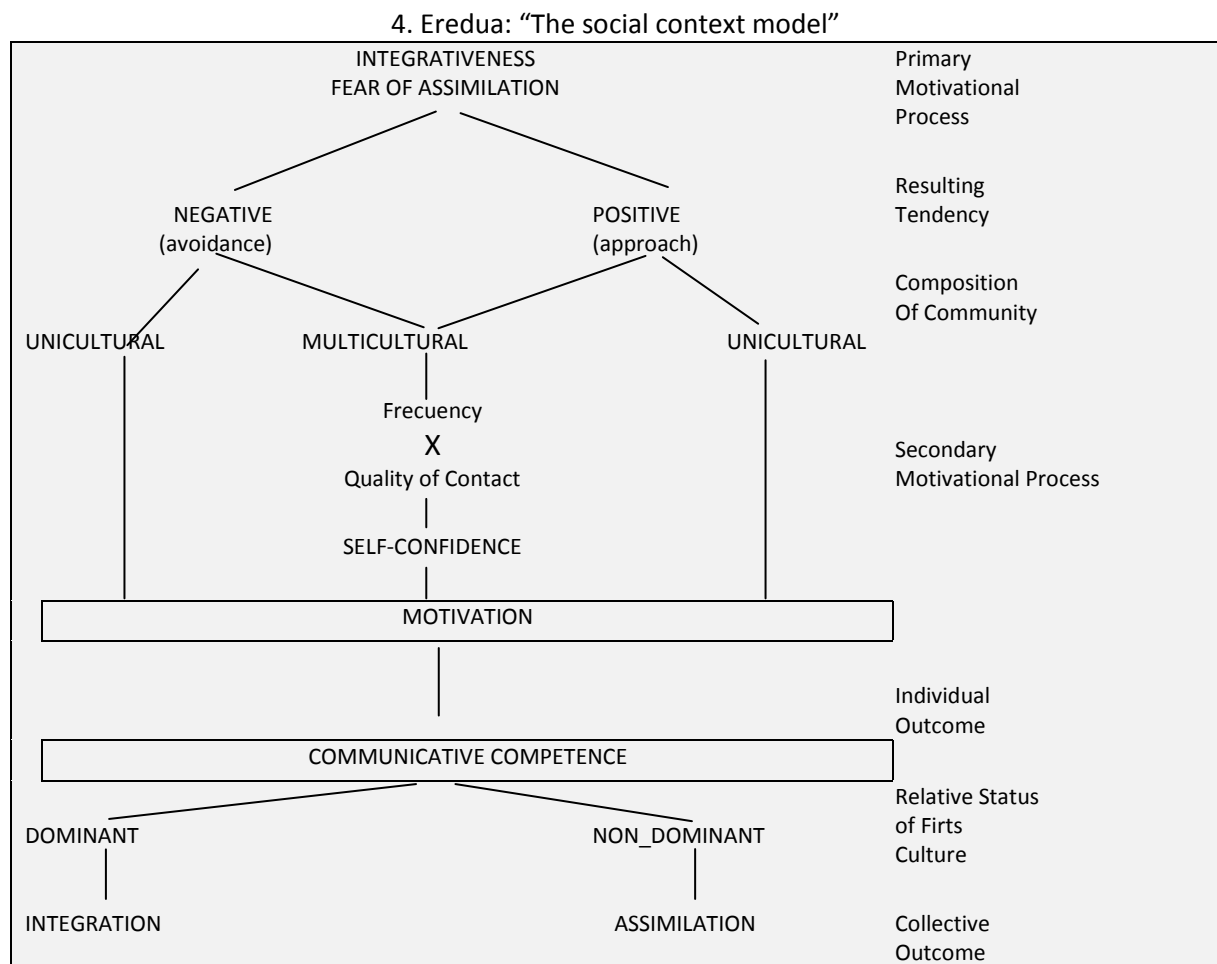 4. Eredua: “The social context model”
INTEGRATIVENESS
FEAR OF ASSIMILATION
Primary
Motivational
Process
Resulting
Tendency
NEGATIVE
(avoidance)
POSITIVE
(approach)
Composition
Of Community
UNICULTURAL
MULTICULTURAL
UNICULTURAL
Frecuency
X
Quality of Contact
Secondary
Motivational Process
SELF-CONFIDENCE
MOTIVATION
Individual
Outcome
COMMUNICATIVE COMPETENCE
Relative Status
of Firts
Culture
DOMINANT
NON_DOMINANT
INTEGRATION
ASSIMILATION
Collective
Outcome